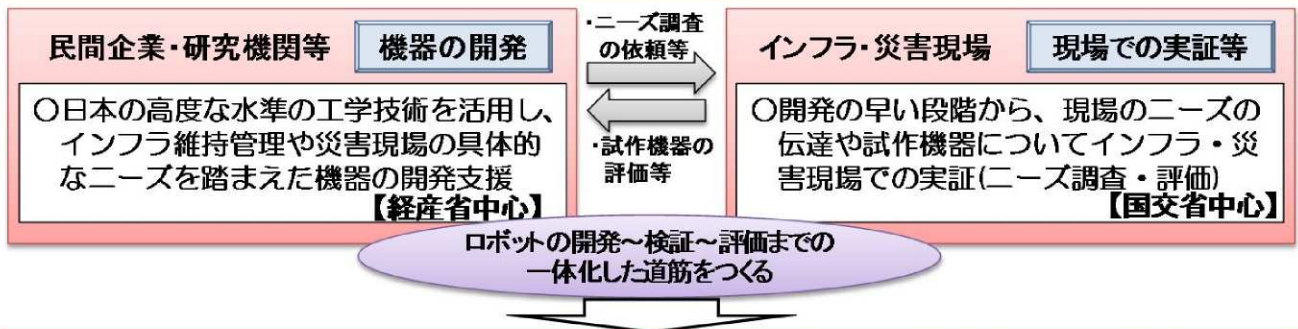 民間企業・研究機関等
機器の開発
○日本の高度な水準の工学技術を活用し、
インフラ維持管理や災害現場の具体的
なニーズを踏まえた機器の開発支援
【経産省中心】
・ニーズ調査
の依頼等
・試作機器の
評価等
インフラ・災害現場
現場での実証等
○開発の早い段階から、現場のニーズの
伝達や試作機器についてインフラ・災
害現場での実証(ニーズ調査・評価)
【国交省中心】
ロボットの開発～検証～評価までの
一体化した道筋をつくる